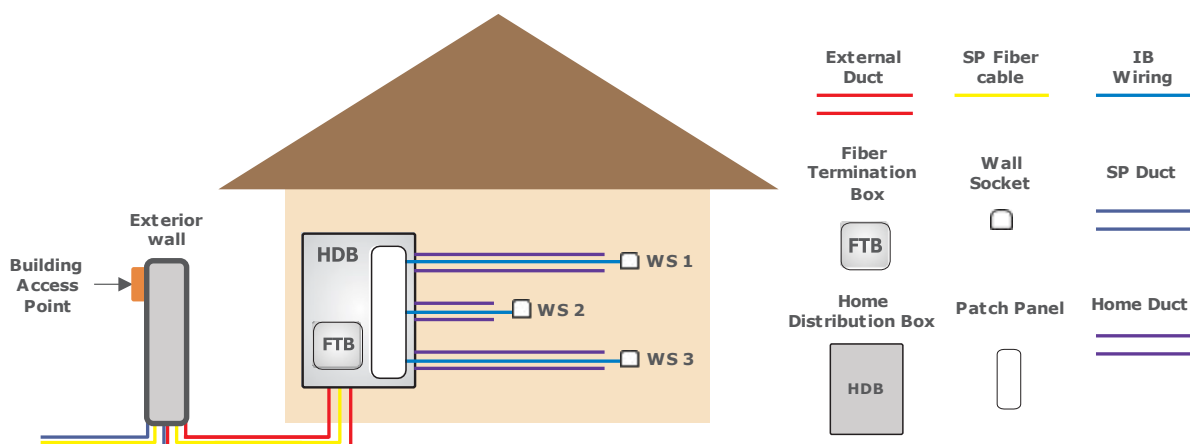 External
Duct
SP Fiber
cable
IB
Wiring
Fiber
Termination
Box
Wall
Socket
SP Duct
FTB
Exterior
wall
Building
Access
Point
HDB
WS 1
WS 2
FTB
WS 3
Home
Distribution Box
Patch Panel
Home Duct
HDB